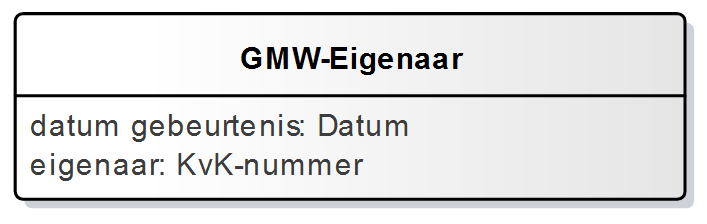 GMW-Eigenaar
datum gebeurtenis: Datum
eigenaar: KvK-nummer